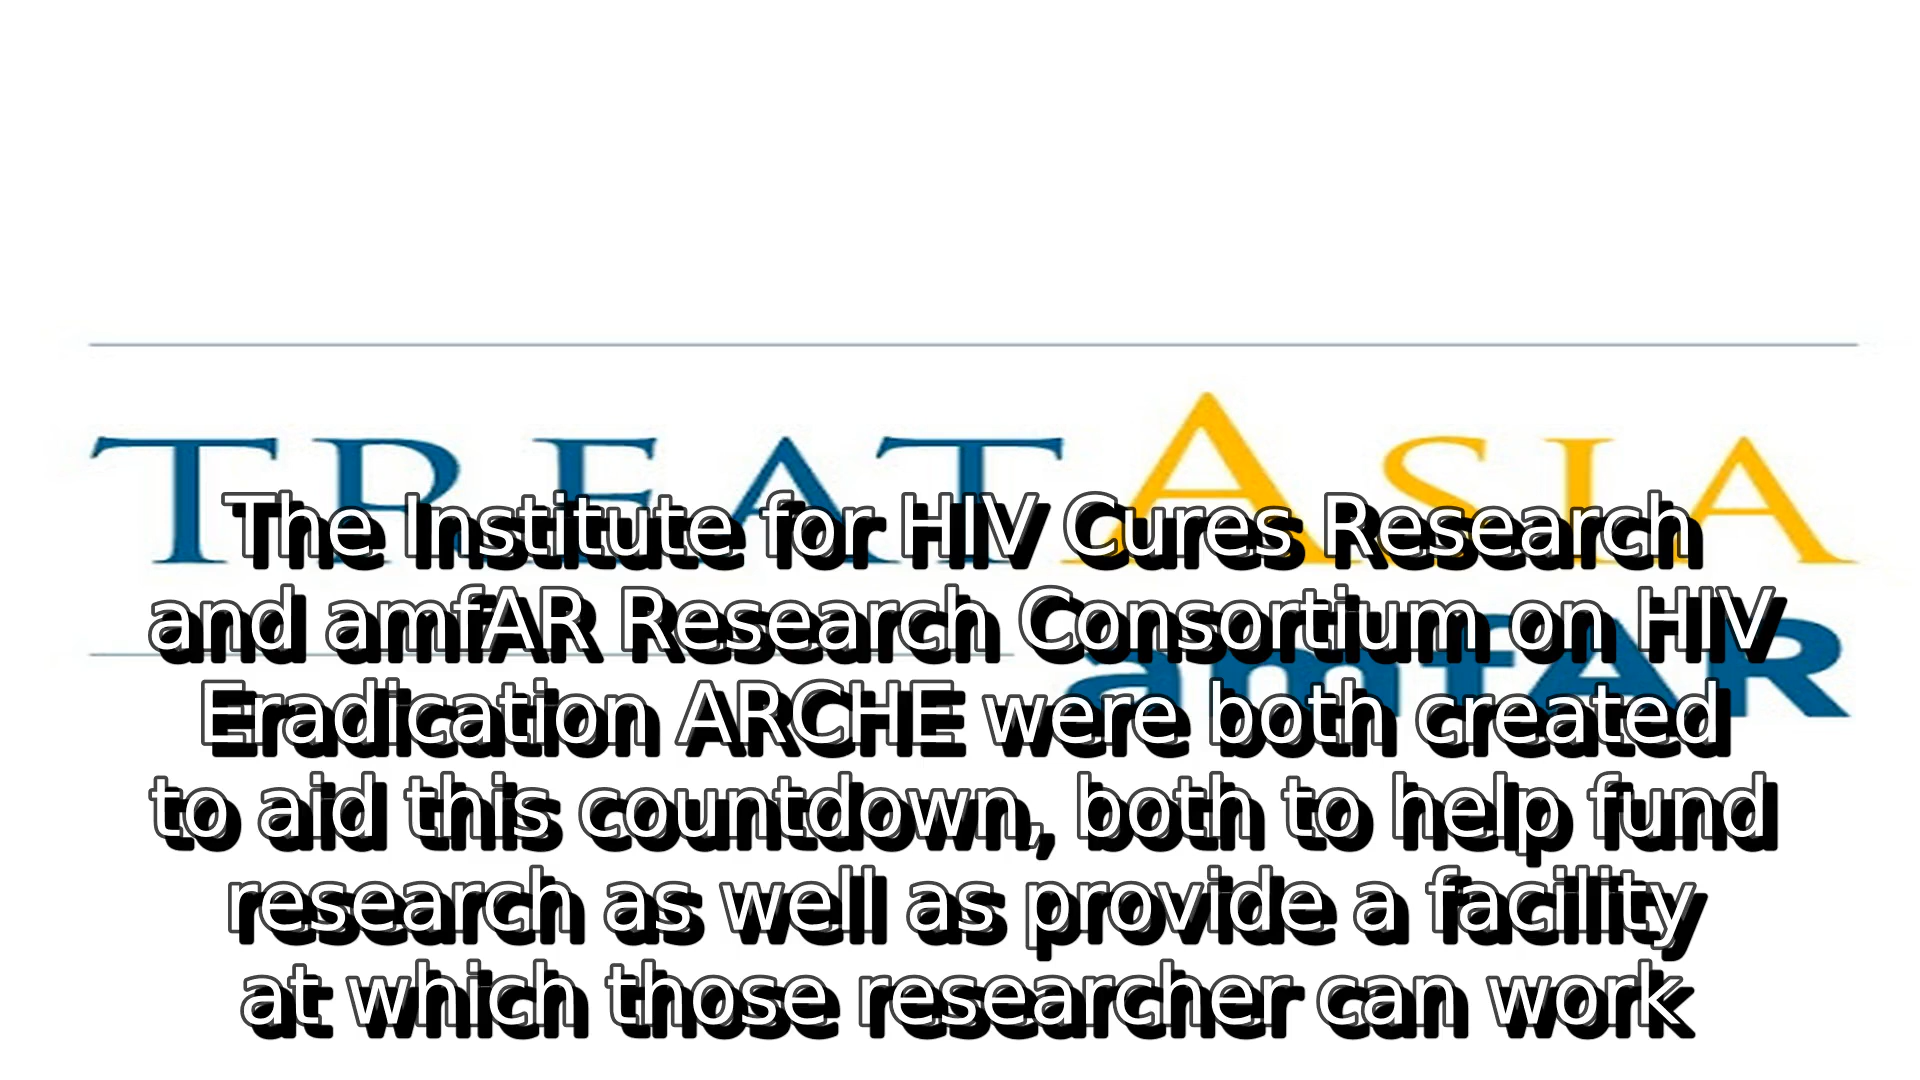 TREAT ASIA
The Institute for HIV Cures Research
and amfAR Research Consortium on HIV
amfAR
Eradication ARCHE were both created
to aid this countdown, both to help fund
research as well as provide a facility
at which those researcher can work